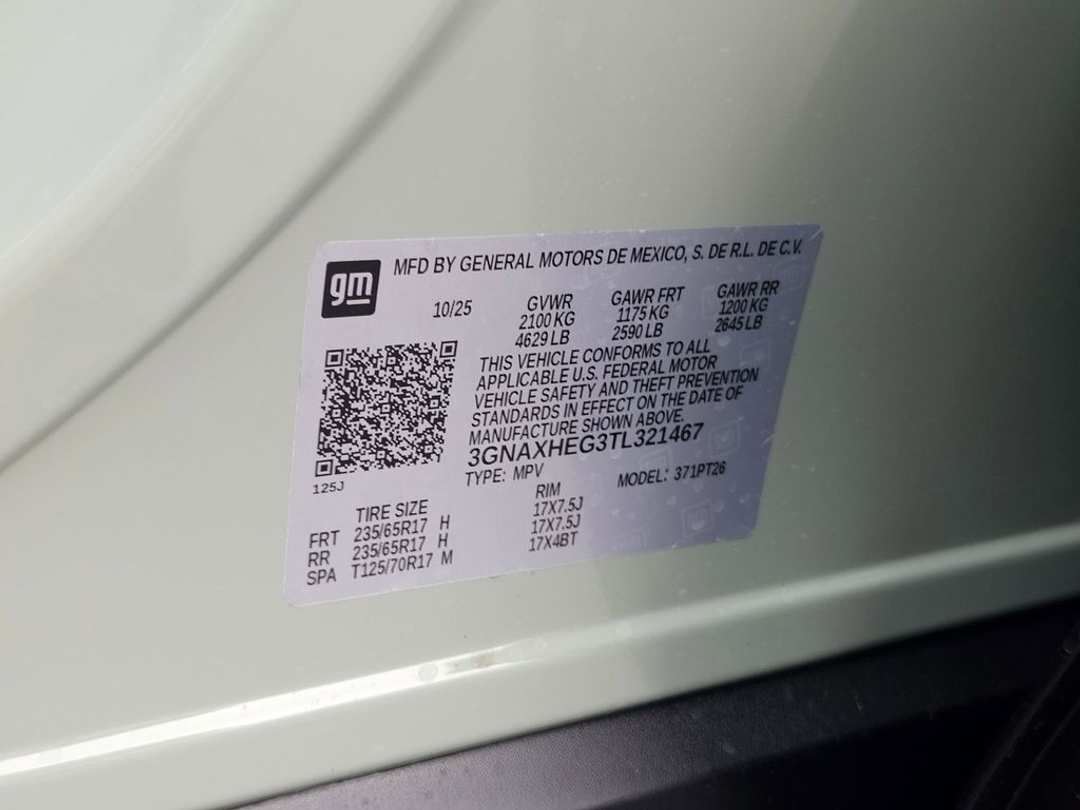 gm
MFD BY GENERAL MOTORS DE MEXICO, S. DE R.L. DE C.V.
10/25 GVWR GAWR FRT GAWR RR
2100 KG 1175 KG 1200 KG
4629 LB 2590 LB 2645 LB
THIS VEHICLE CONFORMS TO ALL
APPLICABLE U.S. FEDERAL MOTOR
VEHICLE SAFETY AND THEFT PREVENTION
STANDARDS IN EFFECT ON THE DATE OF
MANUFACTURE SHOWN ABOVE.
3GNAXHEG3TL321467
TYPE: MPV MODEL: 371PT26
125J
TIRE SIZE RIM
FRT 235/65R17 H 17X7.5J
RR 235/65R17 H 17X7.5J
SPA T125/70R17 M 17X4BT